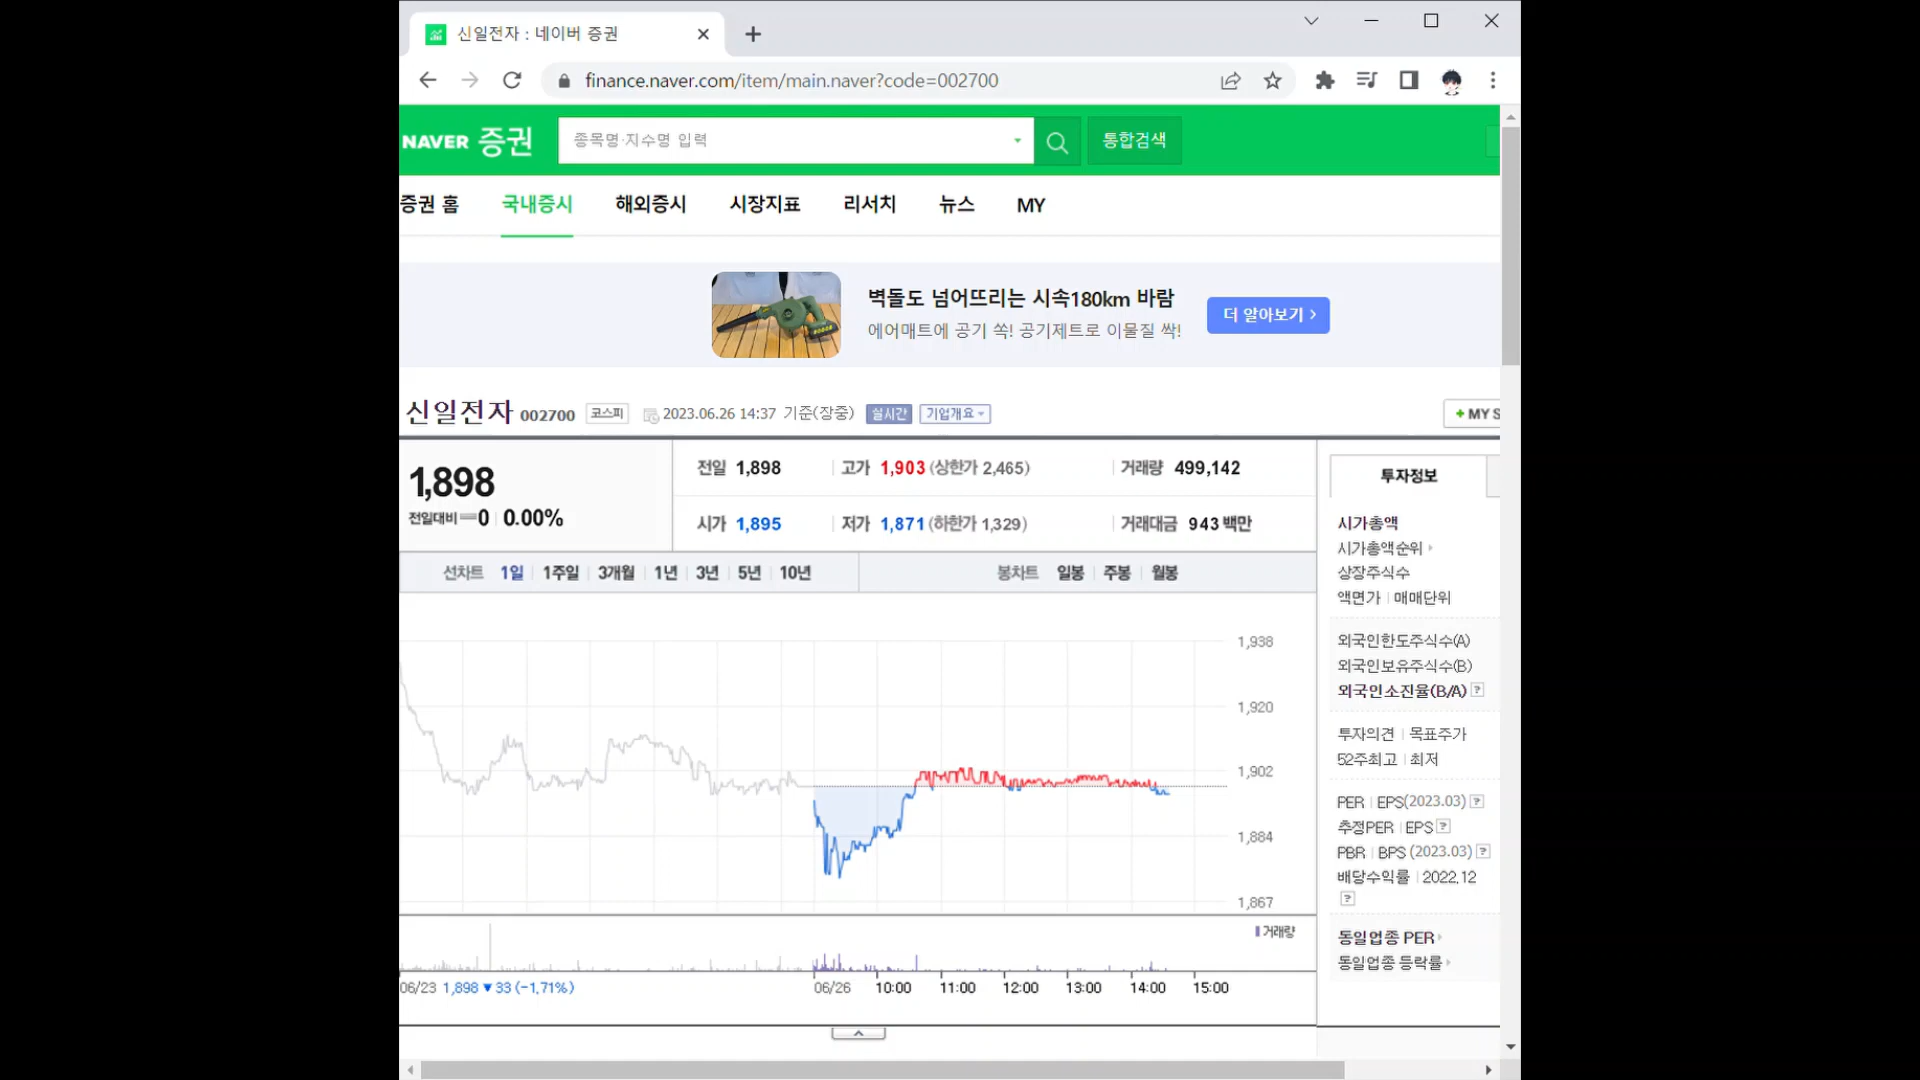 신일전자 : 네이버 증권
finance.naver.com/item/main.naver?code=002700
NAVER 증권
종목명·지수명 입력
통합검색
증권 홈 국내증시 해외증시 시장지표 리서치 뉴스 MY
벽돌도 넘어뜨리는 시속180km 바람
에어매트에 공기 쏙! 공기제트로 이물질 싹!
더 알아보기
신일전자 002700 코스피 2023.06.26 14:37 기준(장중) 실시간 기업개요
+ MY S
1,898
전일대비 0 0.00%
전일 1,898 고가 1,903 (상한가 2,465) 거래량 499,142
시가 1,895 저가 1,871 (하한가 1,329) 거래대금 943 백만
선차트 1일 1주일 3개월 1년 3년 5년 10년 봉차트 일봉 주봉 월봉
1,938
1,920
1,902
1,884
1,867
거래량
06/23 1,898 ▼ 33 (-1.71%) 06/26 10:00 11:00 12:00 13:00 14:00 15:00
투자정보
시가총액
시가총액순위
상장주식수
액면가 매매단위
외국인한도주식수(A)
외국인보유주식수(B)
외국인소진율(B/A) ?
투자의견 목표주가
52주최고 최저
PER EPS(2023.03) ?
추정PER EPS ?
PBR BPS (2023.03) ?
배당수익률 2022.12
?
동일업종 PER
동일업종 등락률